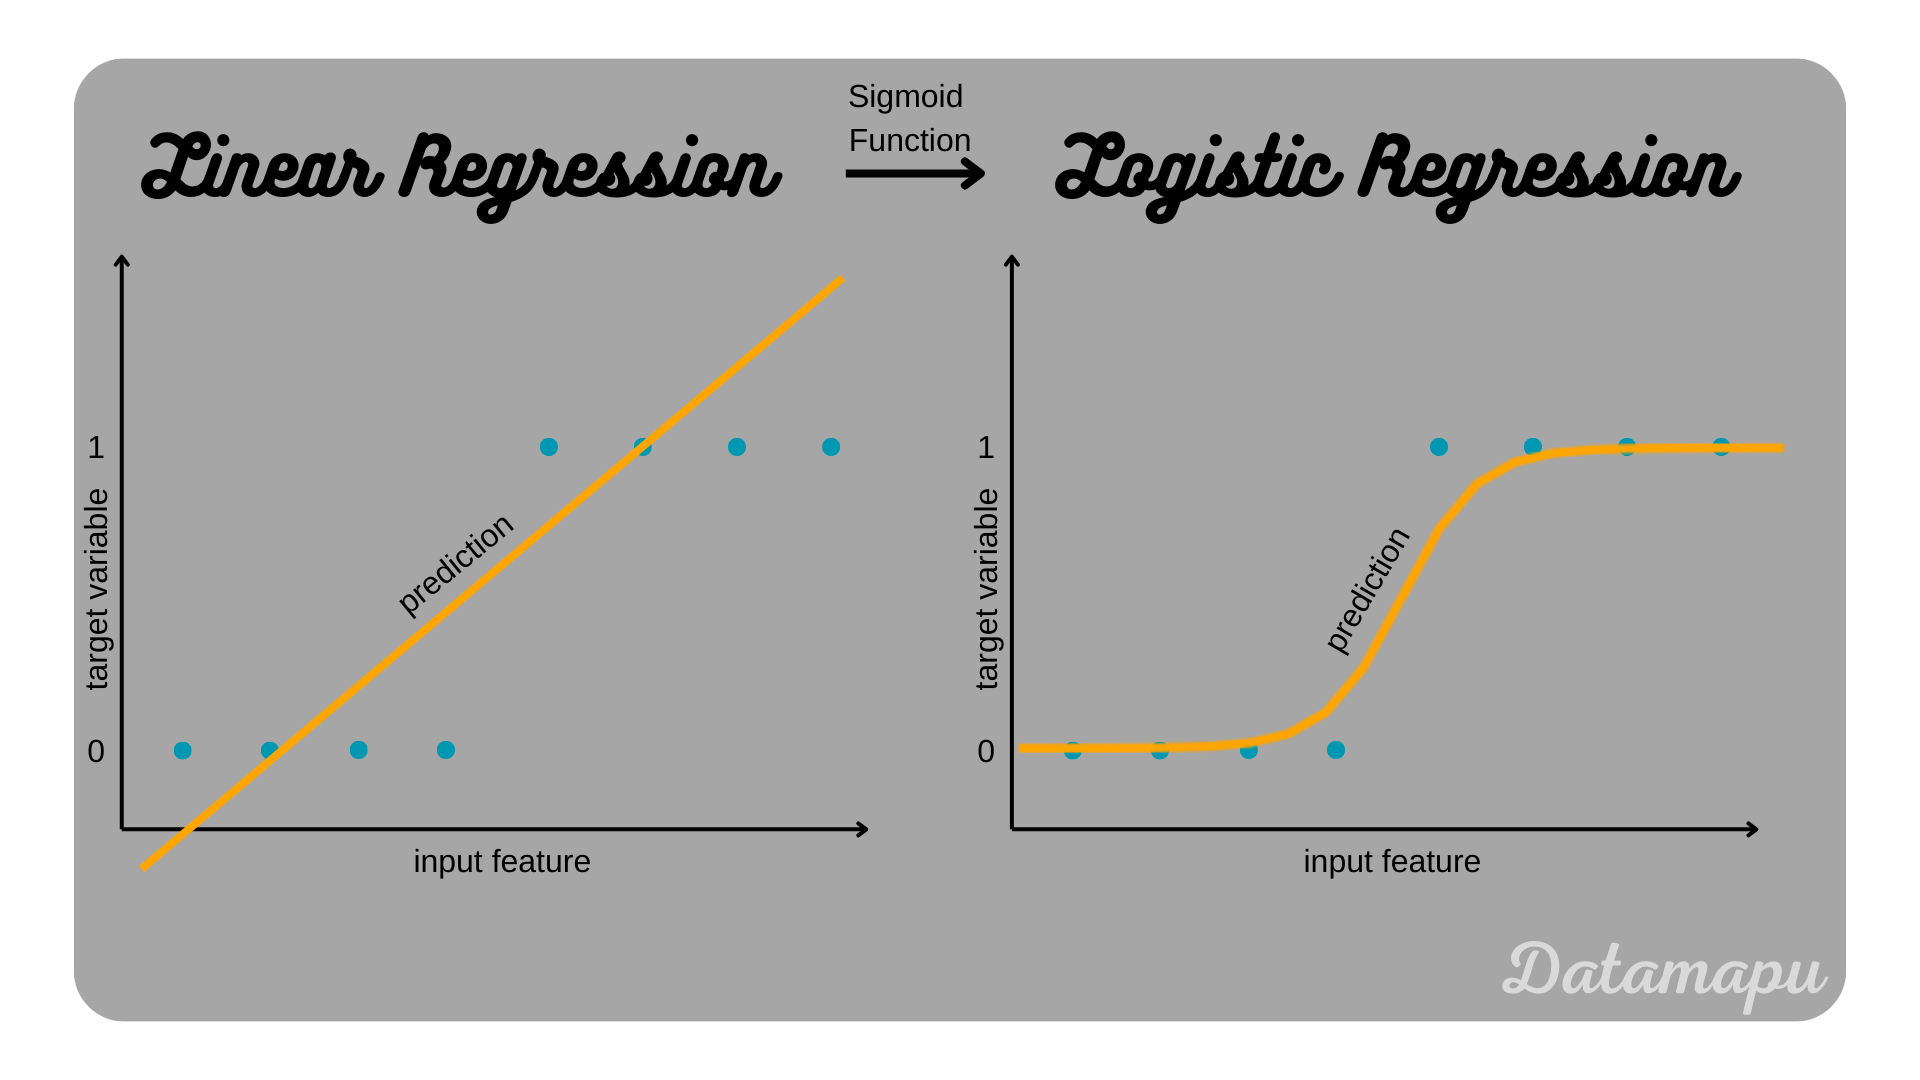 Sigmoid
Function
Linear Regression
Logistic Regression
1
target variable
0
prediction
input feature
1
target variable
0
prediction
input feature
Datamapu